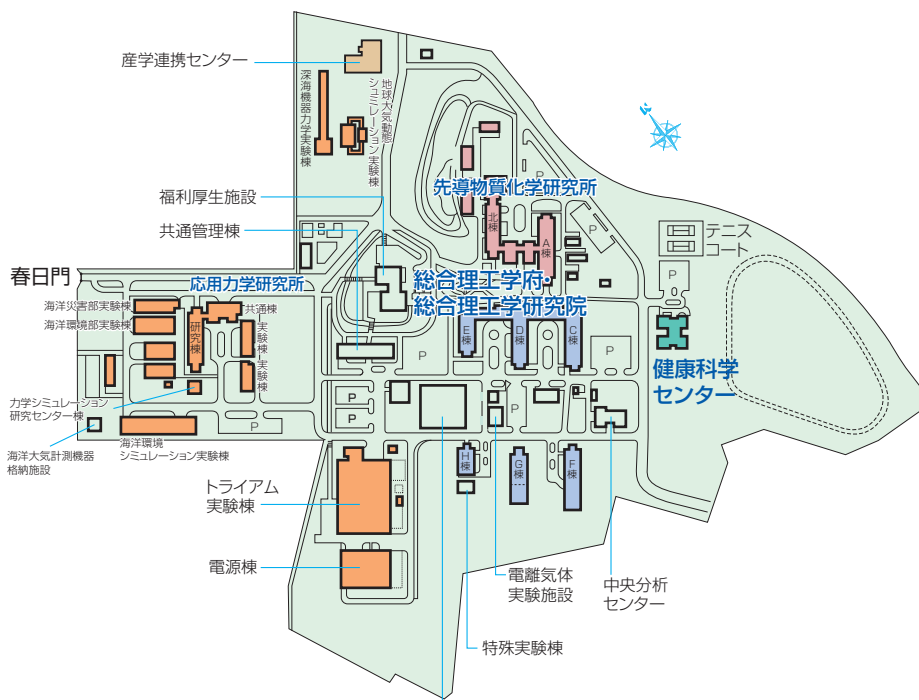 産学連携センター
深海機器力学実験棟
地球大気動態
シュミレーション実験棟
先導物質化学研究所
P
北棟
A棟
P
テニス
コート
P
福利厚生施設
共通管理棟
春日門
応用力学研究所
総合理工学府・
総合理工学研究院
海洋災害部実験棟
海洋環境部実験棟
研究棟
共通棟
実験棟
実験棟
E棟
D棟
C棟
P
P
健康科学
センター
力学シミュレーション
研究センター棟
P
P
P
P
海洋大気計測機器
格納施設
海洋環境
シミュレーション実験棟
H棟
G棟
F棟
トライアム
実験棟
電源棟
電離気体
実験施設
中央分析
センター
特殊実験棟